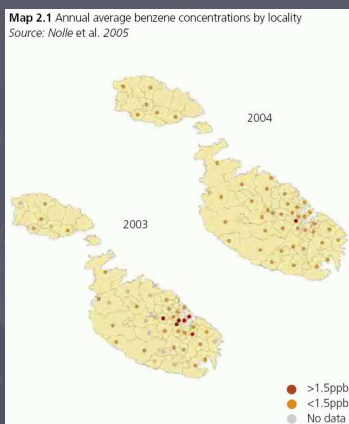 Map 2.1 Annual average benzene concentrations by locality
Source: Nolle et al. 2005
2004
2003
>1.5ppb
<1.5ppb
No data